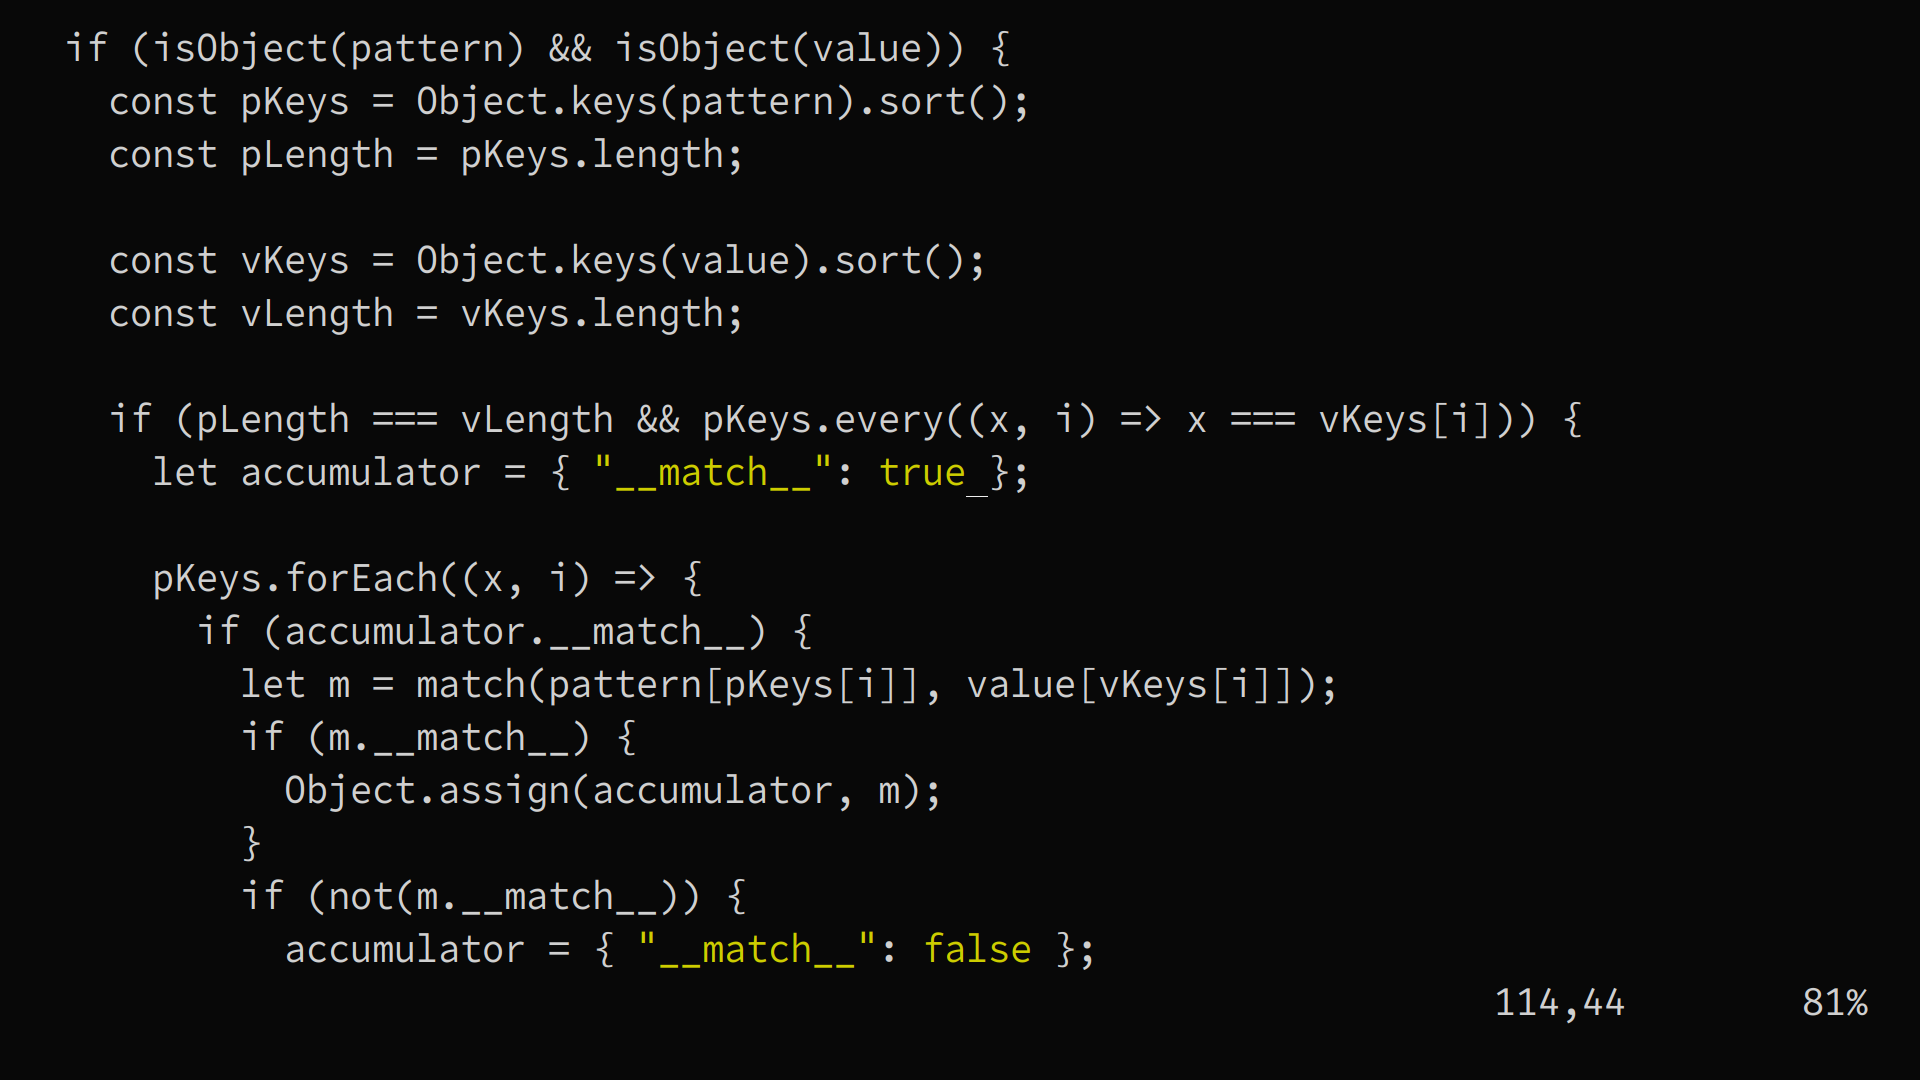 if (isObject(pattern) && isObject(value)) {
const pKeys = Object.keys(pattern).sort();
const pLength = pKeys.length;
const vKeys = Object.keys(value).sort();
const vLength = vKeys.length;
if (pLength === vLength && pKeys.every((x, i) => x === vKeys[i])) {
let accumulator = { "__match__": true };
pKeys.forEach((x, i) => {
if (accumulator.__match__) {
let m = match(pattern[pKeys[i]], value[vKeys[i]]);
if (m.__match__) {
Object.assign(accumulator, m);
}
if (not(m.__match__)) {
accumulator = { "__match__": false };
114,44 81%